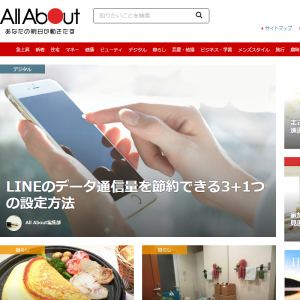 All About
あなたの明日が動きだす
知りたいことを検索
サイトマップ
急上昇 新着 住宅 マネー 健康 ビューティ デジタル 暮らし 恋愛・結婚 ビジネス・学習 メンズスタイル 旅行
デジタル
LINEのデータ通信量を節約できる3+1つ
の設定方法
All About編集部
暮らし